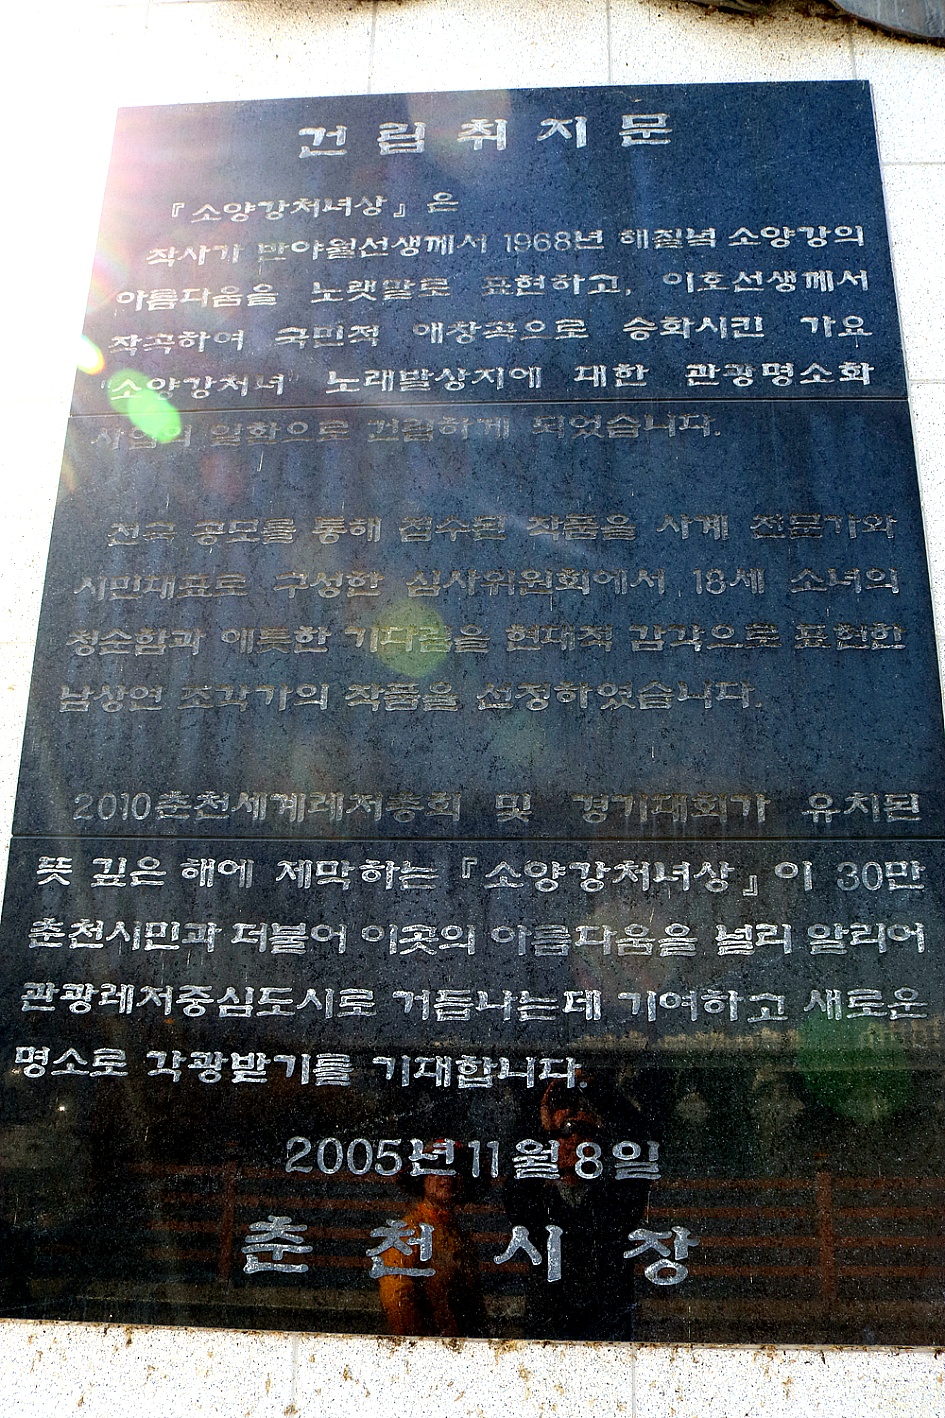 건립취지문
『소양강처녀상』은
작사가 반야월선생께서 1968년 해질녘 소양강의
아름다움을 노랫말로 표현하고, 이호선생께서
작곡하여 국민적 애창곡으로 승화시킨 가요
"소양강처녀" 노래발상지에 대한 관광명소화
사업의 일환으로 건립하게 되었습니다.
전국 공모를 통해 접수된 작품을 사계 전문가와
시민대표로 구성한 심사위원회에서 18세 소녀의
청순함과 애틋한 기다림을 현대적 감각으로 표현한
남상연 조각가의 작품을 선정하였습니다.
2010춘천세계레저총회 및 경기대회가 유치된
뜻 깊은 해에 제막하는 『소양강처녀상』이 30만
춘천시민과 더불어 이곳의 아름다움을 널리 알리어
관광레저중심도시로 거듭나는데 기여하고 새로운
명소로 각광받기를 기대합니다.
2005년 11월 8일
춘천시장